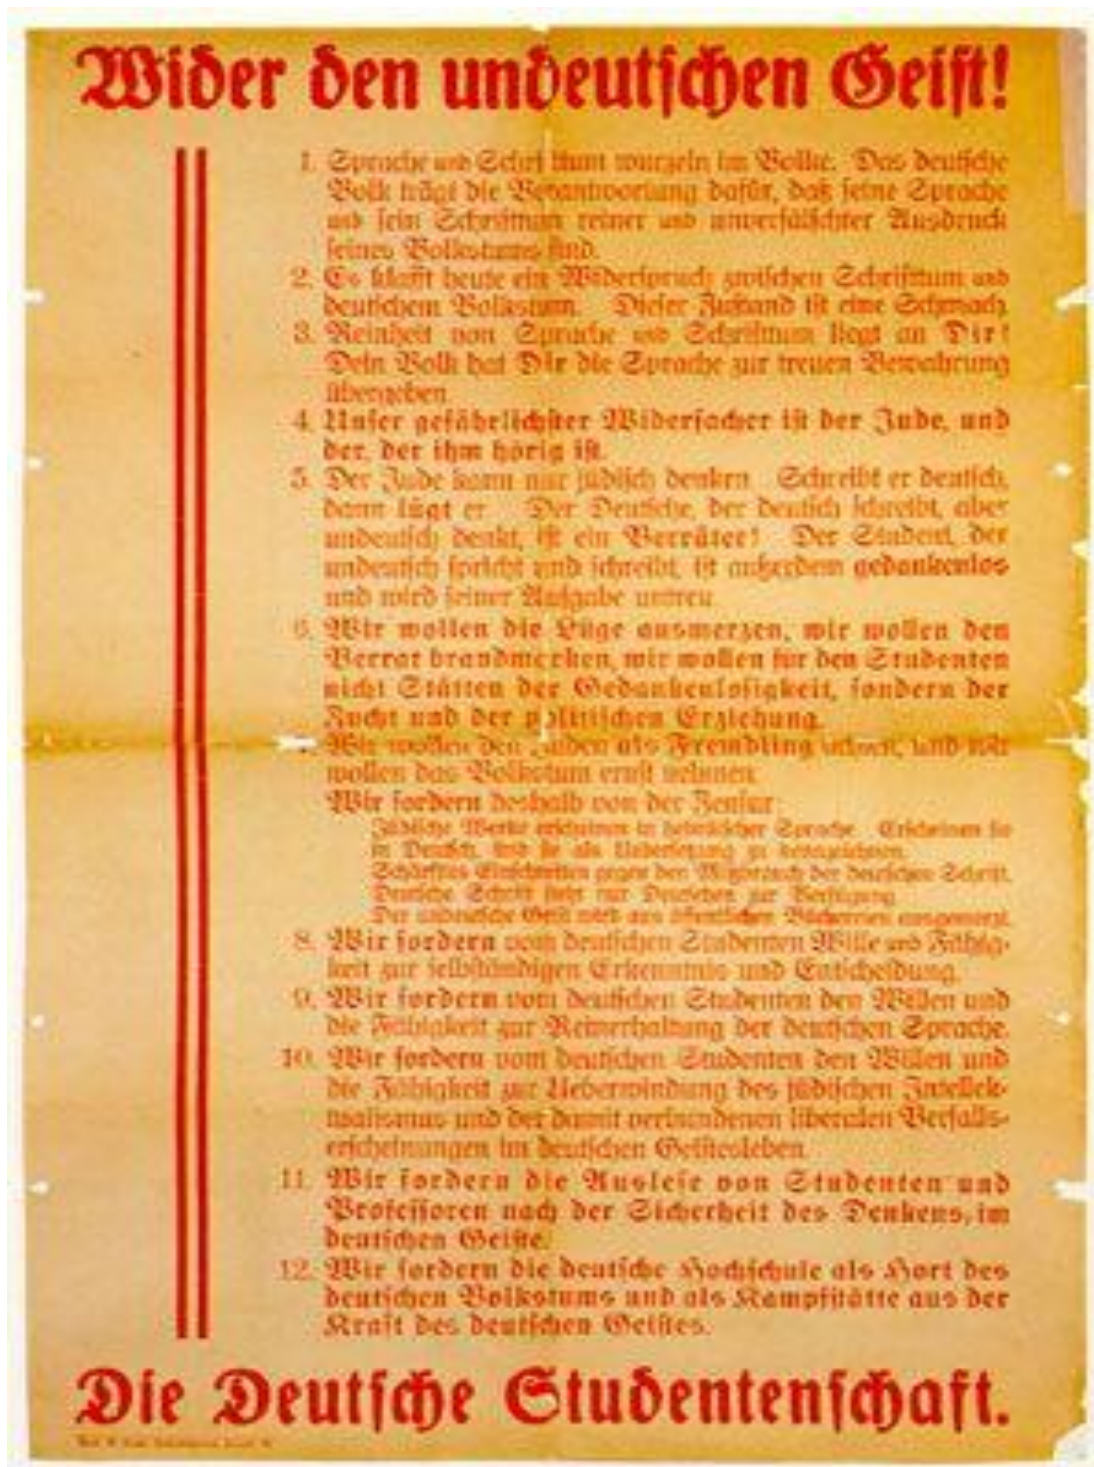 Wider den undeutschen Geist!
1. Sprache und Schrifttum wurzeln im Volke. Das deutsche
Volk trägt die Verantwortung dafür, daß seine Sprache
und sein Schrifttum reiner und unverfälschter Ausdruck
seines Volkstums sind.
2. Es klafft heute ein Widerspruch zwischen Schrifttum und
deutschem Volkstum. Dieser Zustand ist eine Schmach.
3. Reinheit von Sprache und Schrifttum liegt an Dir!
Dein Volk hat Dir die Sprache zur treuen Bewahrung
übergeben.
4. Unser gefährlichster Widersacher ist der Jude, und
der, der ihm hörig ist.
5. Der Jude kann nur jüdisch denken. Schreibt er deutsch,
dann lügt er. Der Deutsche, der deutsch schreibt, aber
undeutsch denkt, ist ein Verräter! Der Student, der
undeutsch spricht und schreibt, ist außerdem gedankenlos
und wird seiner Aufgabe untreu.
6. Wir wollen die Lüge ausmerzen, wir wollen den
Verrat brandmarken, wir wollen für den Studenten
nicht Stätten der Gedankenlosigkeit, sondern der
Zucht und der politischen Erziehung.
Wir wollen den Juden als Fremdling achten, und wir
wollen das Volkstum ernst nehmen.
Wir fordern deshalb von der Zensur:
Jüdische Werke erscheinen in hebräischer Sprache. Erscheinen sie
in Deutsch, sind sie als Uebersetzung zu kennzeichnen.
Schärfstes Einschreiten gegen den Mißbrauch der deutschen Schrift.
Deutsche Schrift steht nur Deutschen zur Verfügung.
Der undeutsche Geist wird aus öffentlichen Büchereien ausgemerzt.
8. Wir fordern vom deutschen Studenten Wille und Fähig-
keit zur selbständigen Erkenntnis und Entscheidung.
9. Wir fordern vom deutschen Studenten den Willen und
die Fähigkeit zur Reinerhaltung der deutschen Sprache.
10. Wir fordern vom deutschen Studenten den Willen und
die Fähigkeit zur Ueberwindung des jüdischen Intellek-
tualismus und der damit verbundenen liberalen Verfalls-
erscheinungen im deutschen Geistesleben.
11. Wir fordern die Auslese von Studenten und
Professoren nach der Sicherheit des Denkens im
deutschen Geiste.
12. Wir fordern die deutsche Hochschule als Hort des
deutschen Volkstums und als Kampfstätte aus der
Kraft des deutschen Geistes.
Die Deutsche Studentenschaft.